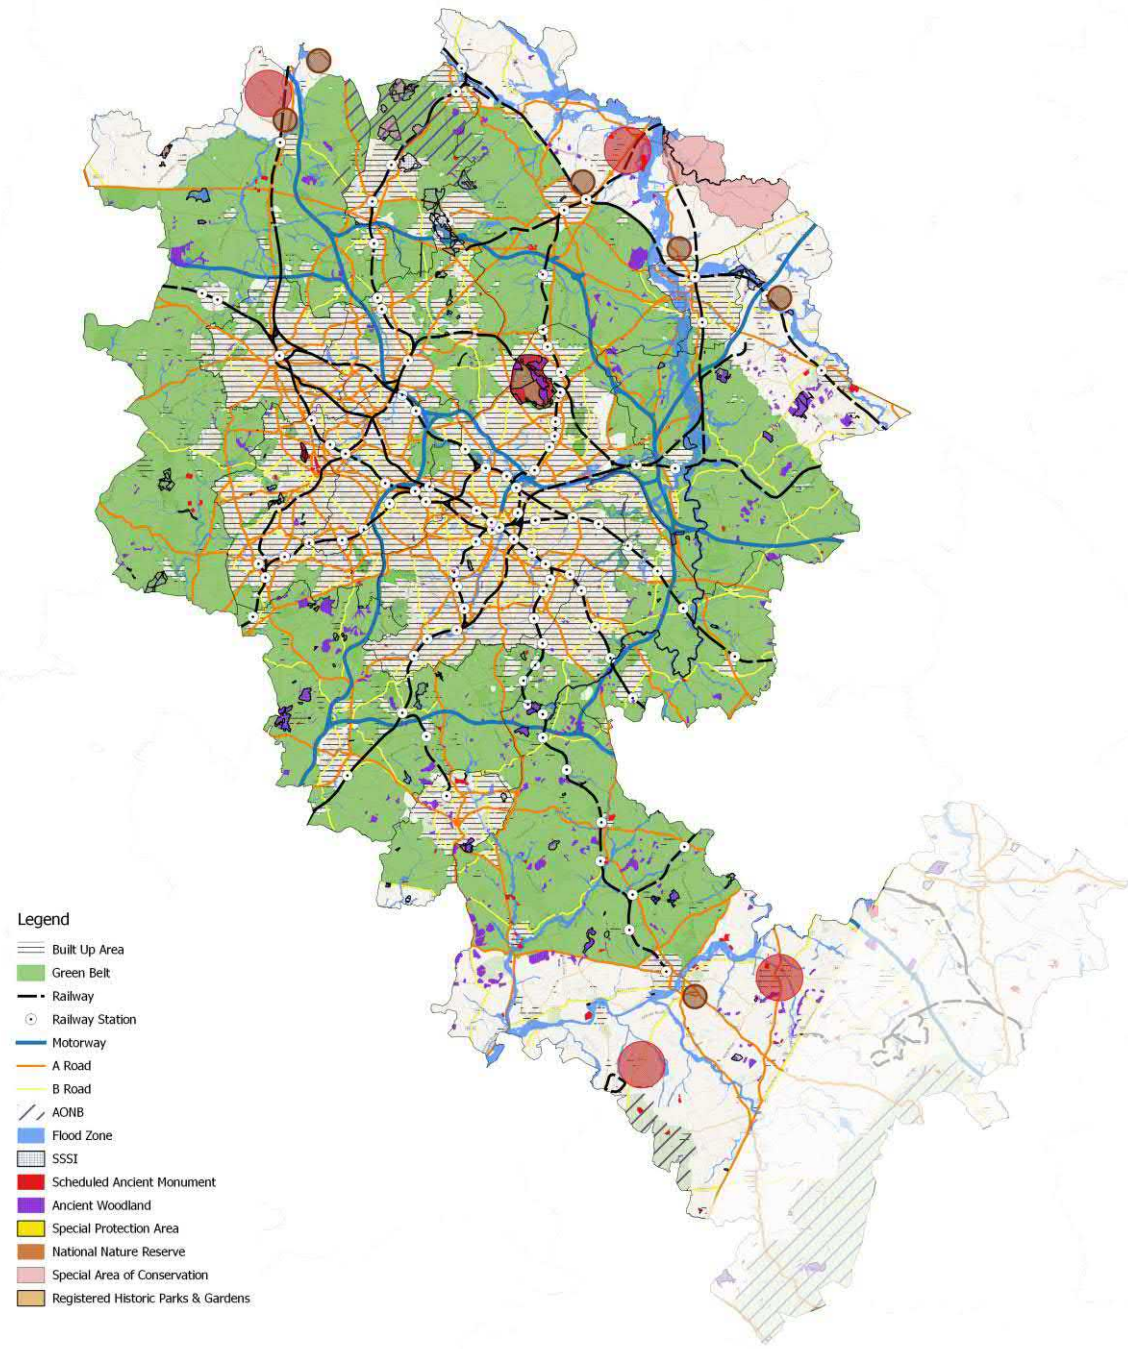 Legend
Built Up Area
Green Belt
Railway
Railway Station
Motorway
A Road
B Road
AONB
Flood Zone
SSSI
Scheduled Ancient Monument
Ancient Woodland
Special Protection Area
National Nature Reserve
Special Area of Conservation
Registered Historic Parks & Gardens